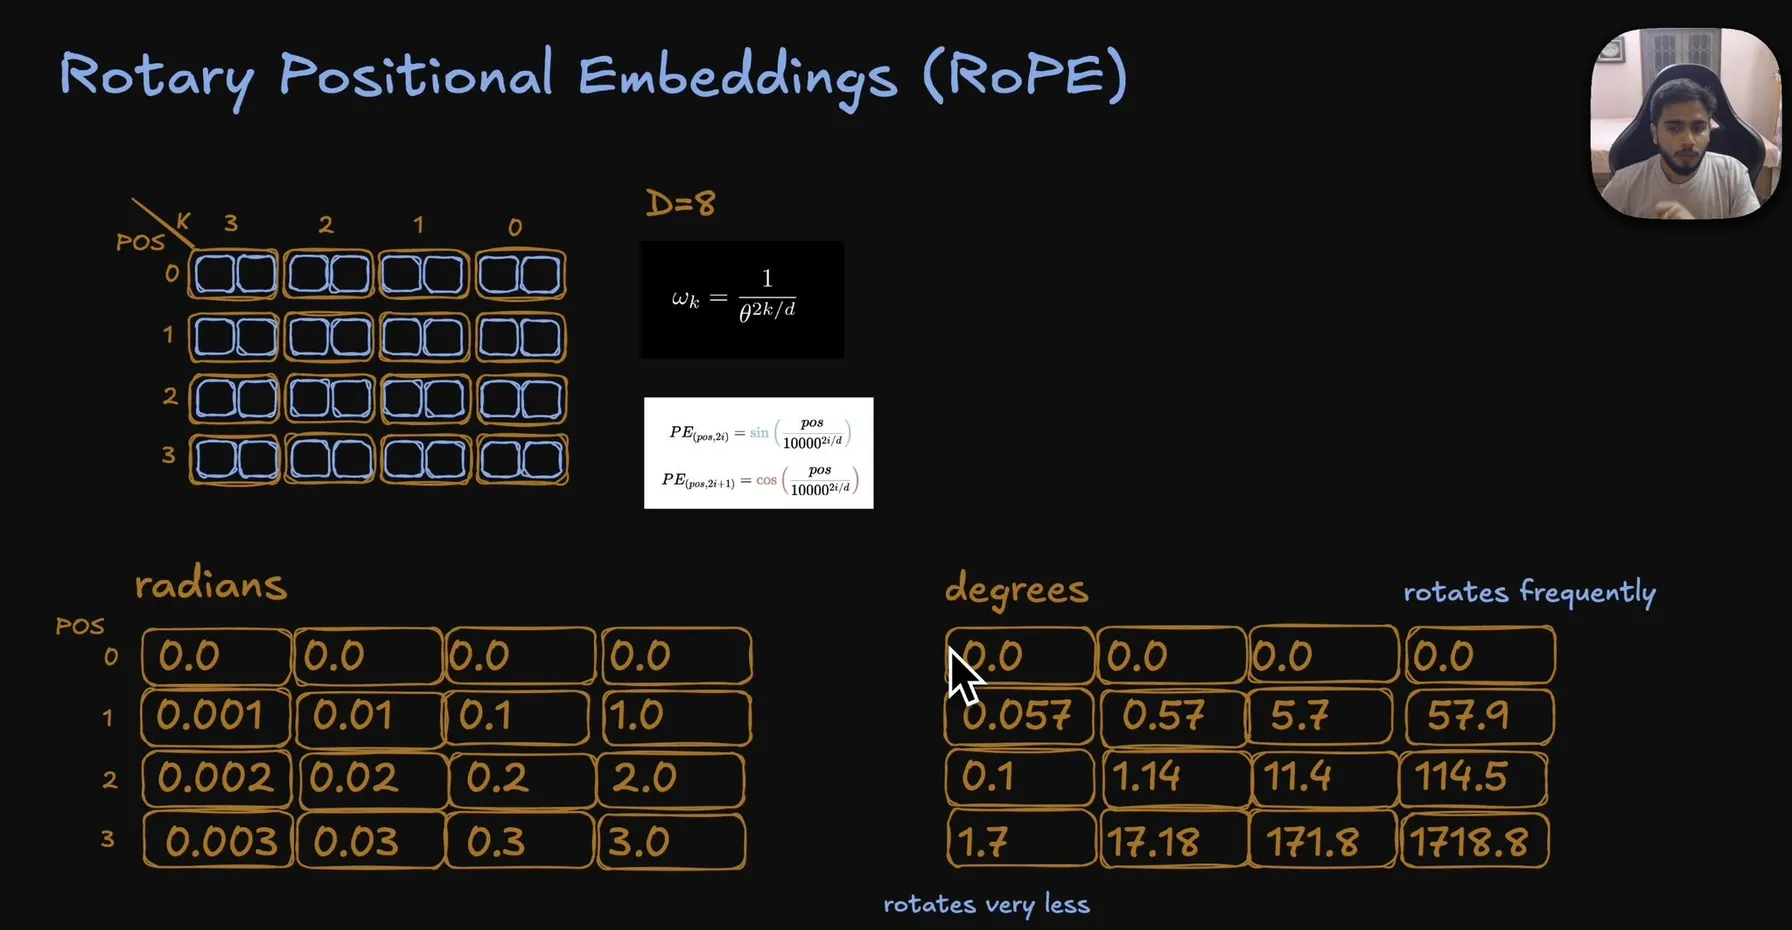 Rotary Positional Embeddings (RoPE)
K 3 2 1 0
POS
0
1
2
3
D=8
ωk = 1 / θ^2k/d
PE(pos,2i) = sin ( pos / 10000^2i/d )
PE(pos,2i+1) = cos ( pos / 10000^2i/d )
radians
POS
0 0.0 0.0 0.0 0.0
1 0.001 0.01 0.1 1.0
2 0.002 0.02 0.2 2.0
3 0.003 0.03 0.3 3.0
degrees
rotates frequently
0.0 0.0 0.0 0.0
0.057 0.57 5.7 57.9
0.1 1.14 11.4 114.5
1.7 17.18 171.8 1718.8
rotates very less